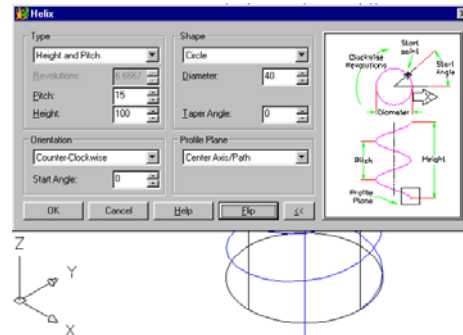 Helix
Type
Height and Pitch
Revolutions: 6.6667
Pitch: 15
Height: 100
Shape
Circle
Diameter: 40
Taper Angle: 0
Orientation
Counter-Clockwise
Start Angle: 0
Profile Plane
Center Axis/Path
OK
Cancel
Help
Flip
<<
Clockwise
Revolutions
Start
point
Start
Angle
Diameter
Pitch
Height
Profile
Plane
Z
Y
X